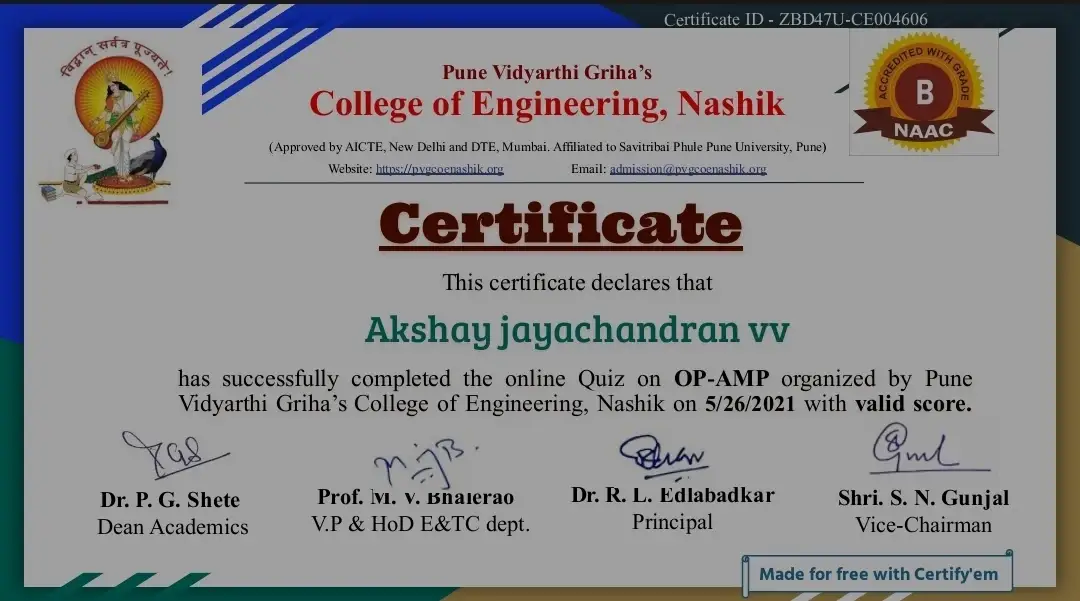 Certificate ID - ZBD47U-CE004606
विद्वान् सर्वत्र पूज्यते!
ACCREDITED WITH GRADE
B
NAAC
Pune Vidyarthi Griha's
College of Engineering, Nashik
(Approved by AICTE, New Delhi and DTE, Mumbai. Affiliated to Savitribai Phule Pune University, Pune)
Website: https://pvgcoenashik.org Email: admission@pvgcoenashik.org
Certificate
This certificate declares that
Akshay jayachandran vv
has successfully completed the online Quiz on OP-AMP organized by Pune
Vidyarthi Griha's College of Engineering, Nashik on 5/26/2021 with valid score.
Dr. P. G. Shete Prof. M. V. Bhalerao Dr. R. L. Edlabadkar Shri. S. N. Gunjal
Dean Academics V.P & HoD E&TC dept. Principal Vice-Chairman
Made for free with Certify'em